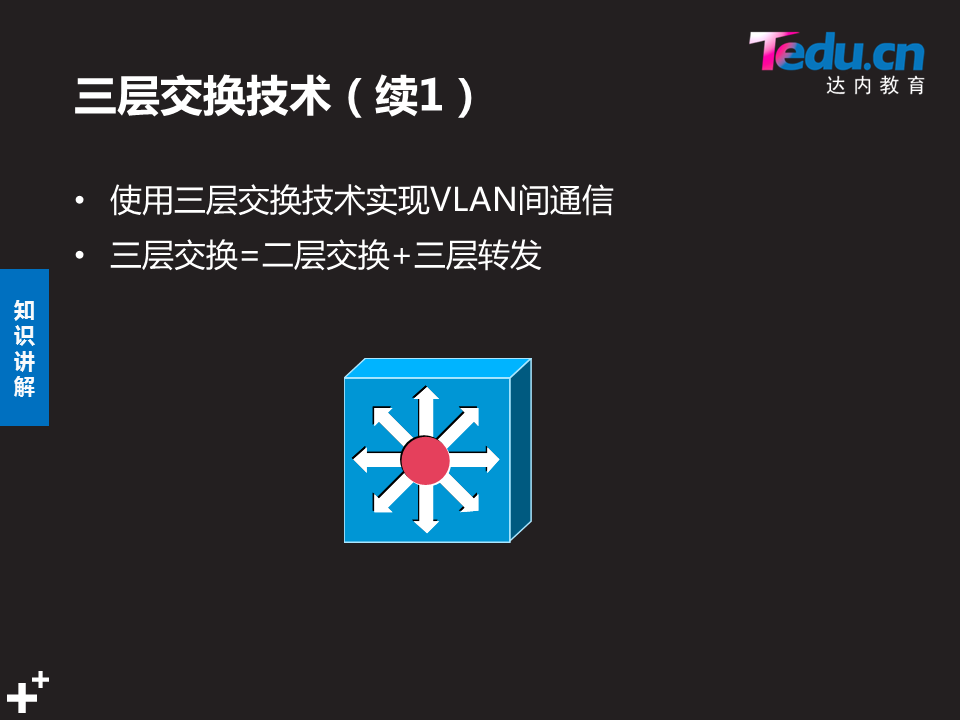 Tedu.cn
达内教育
三层交换技术（续1）
• 使用三层交换技术实现VLAN间通信
• 三层交换=二层交换+三层转发
知识讲解